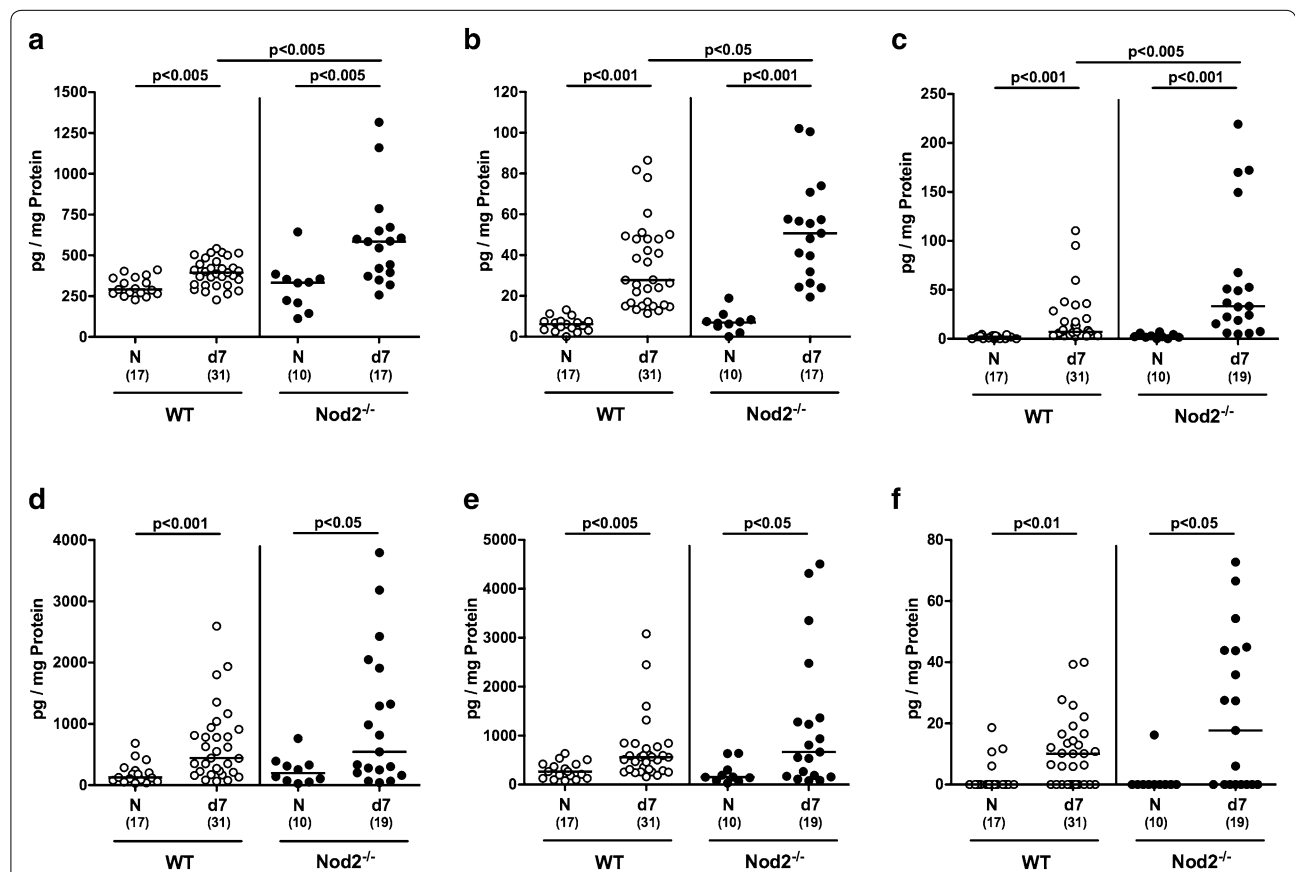 a
p<0.005
p<0.005 p<0.005
1500
1250
1000
750
500
250
0
pg / mg Protein
N d7 N d7
(17) (31) (10) (17)
WT Nod2-/-
b
p<0.05
p<0.001 p<0.001
120
100
80
60
40
20
0
pg / mg Protein
N d7 N d7
(17) (31) (10) (17)
WT Nod2-/-
c
p<0.005
p<0.001 p<0.001
250
200
150
100
50
0
pg / mg Protein
N d7 N d7
(17) (31) (10) (19)
WT Nod2-/-
d
p<0.001 p<0.05
4000
3000
2000
1000
0
pg / mg Protein
N d7 N d7
(17) (31) (10) (19)
WT Nod2-/-
e
p<0.005 p<0.05
5000
4000
3000
2000
1000
0
pg / mg Protein
N d7 N d7
(17) (31) (10) (19)
WT Nod2-/-
f
p<0.01 p<0.05
80
60
40
20
0
pg / mg Protein
N d7 N d7
(17) (31) (10) (19)
WT Nod2-/-